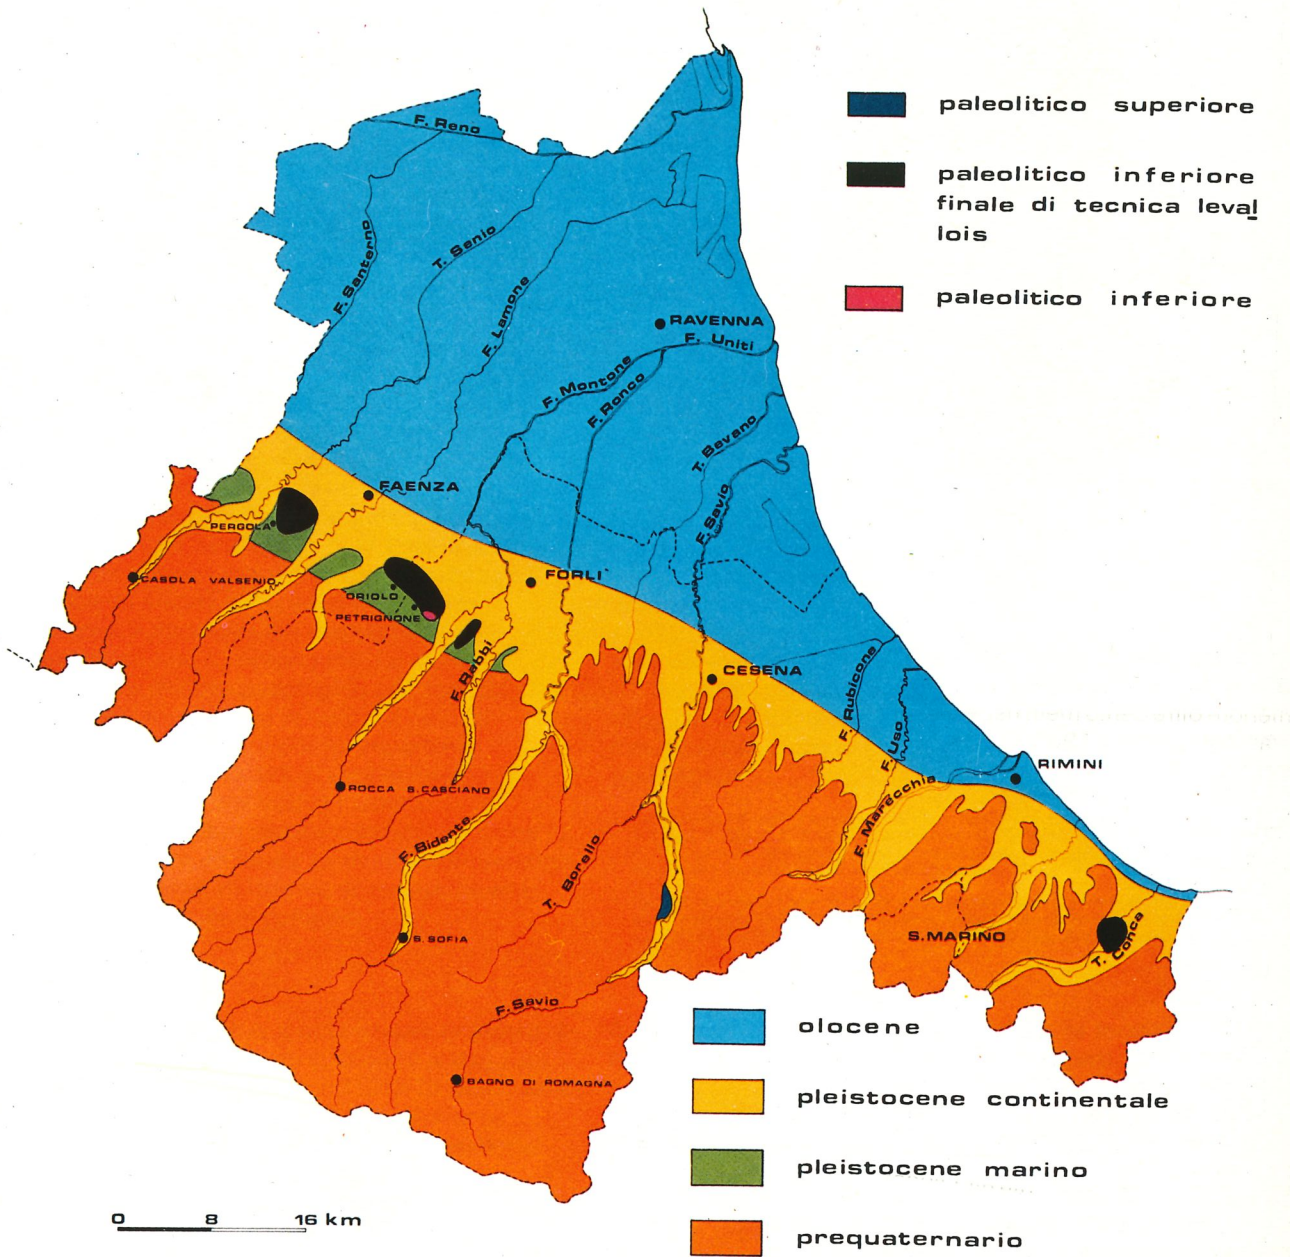 paleolitico superiore
paleolitico inferiore
finale di tecnica leval
lois
paleolitico inferiore
F. Reno
F. Santerno
T. Senio
F. Lamone
RAVENNA
F. Uniti
F. Montone
F. Ronco
T. Bevano
F. Savio
FAENZA
PERGOLA
CASOLA VALSENIO
ORIOLO
PETRIGNONE
FORLI'
F. Rabbi
CESENA
F. Rubicone
F. Uso
RIMINI
F. Marecchia
ROCCA S. CASCIANO
F. Bidente
T. Borello
S. SOFIA
S. MARINO
T. Conca
F. Savio
BAGNO DI ROMAGNA
olocene
pleistocene continentale
pleistocene marino
prequaternario
0 8 16 km